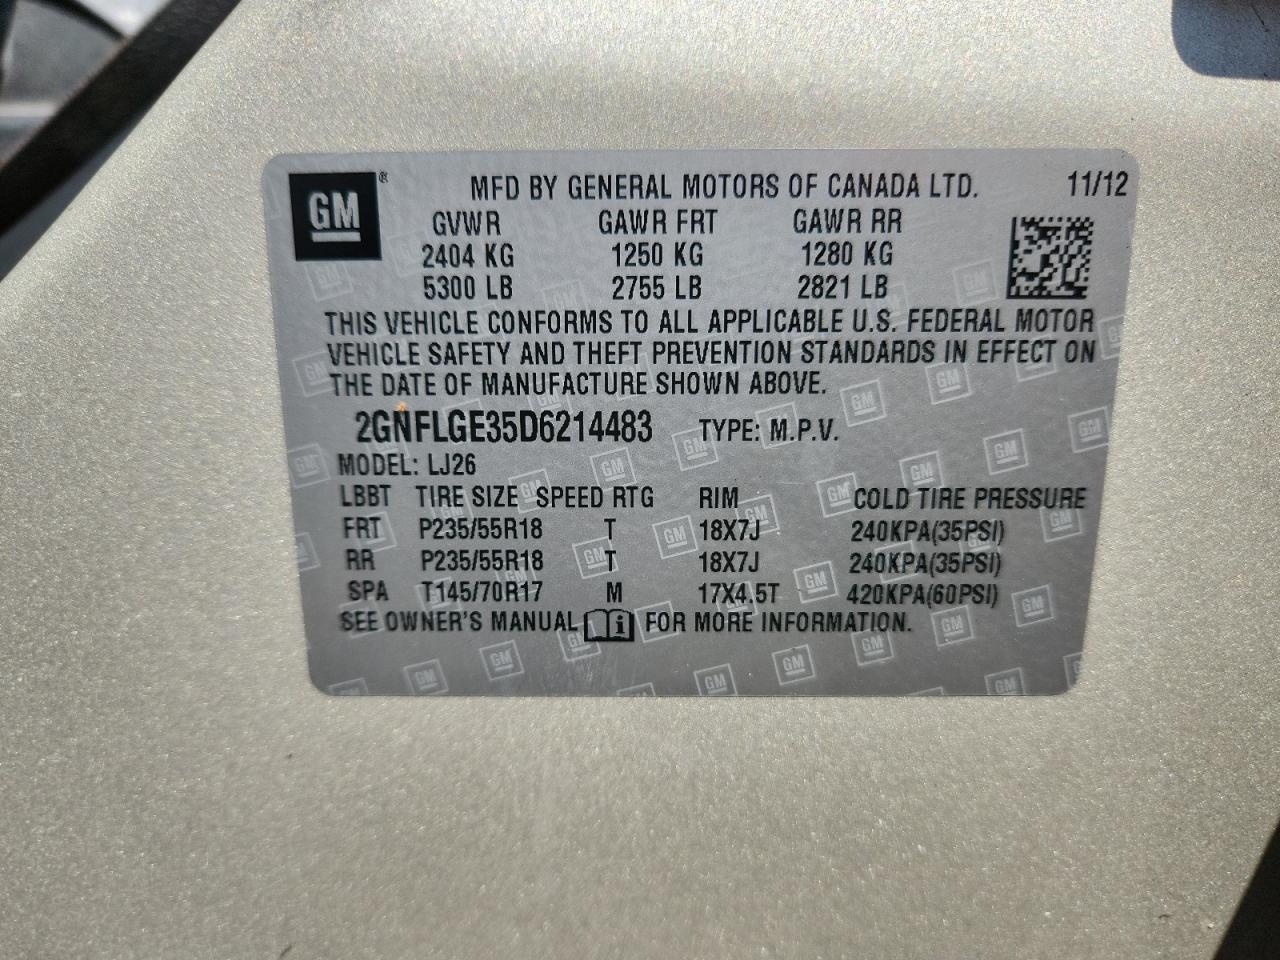 GM ® MFD BY GENERAL MOTORS OF CANADA LTD. 11/12
GVWR GAWR FRT GAWR RR
2404 KG 1250 KG 1280 KG
5300 LB 2755 LB 2821 LB
THIS VEHICLE CONFORMS TO ALL APPLICABLE U.S. FEDERAL MOTOR
VEHICLE SAFETY AND THEFT PREVENTION STANDARDS IN EFFECT ON
THE DATE OF MANUFACTURE SHOWN ABOVE.
2GNFLGE35D6214483 TYPE: M.P.V.
MODEL: LJ26
LBBT TIRE SIZE SPEED RTG RIM COLD TIRE PRESSURE
FRT P235/55R18 T 18X7J 240KPA(35PSI)
RR P235/55R18 T 18X7J 240KPA(35PSI)
SPA T145/70R17 M 17X4.5T 420KPA(60PSI)
SEE OWNER'S MANUAL i FOR MORE INFORMATION.